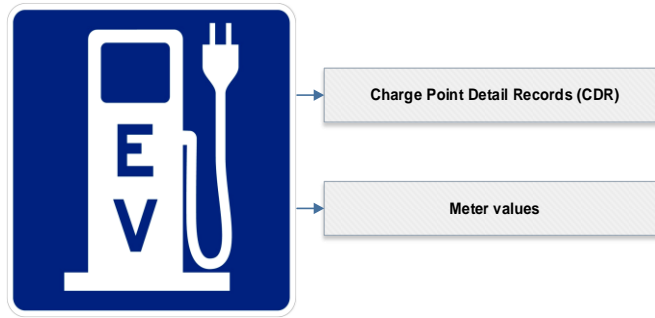 E
V
Charge Point Detail Records (CDR)
Meter values